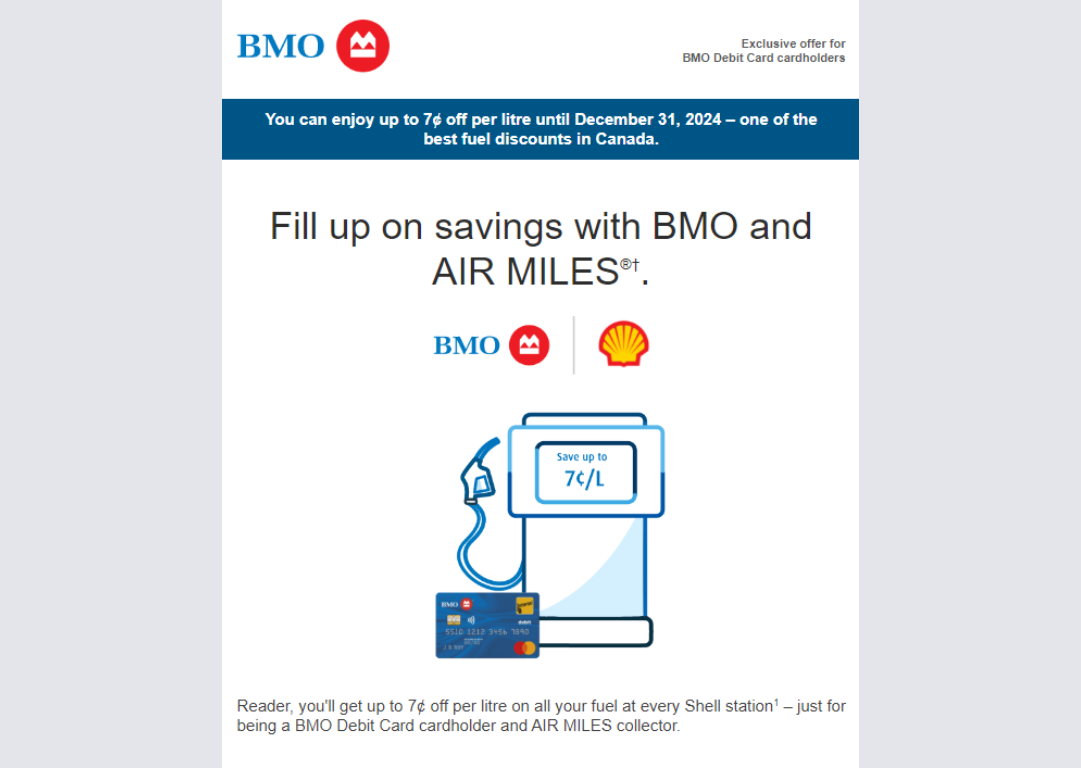 BMO
Exclusive offer for
BMO Debit Card cardholders
You can enjoy up to 7¢ off per litre until December 31, 2024 – one of the
best fuel discounts in Canada.
Fill up on savings with BMO and
AIR MILES®†.
BMO
Save up to
7¢/L
BMO
5510 1212 3456 7890
Reader, you'll get up to 7¢ off per litre on all your fuel at every Shell station¹ – just for
being a BMO Debit Card cardholder and AIR MILES collector.